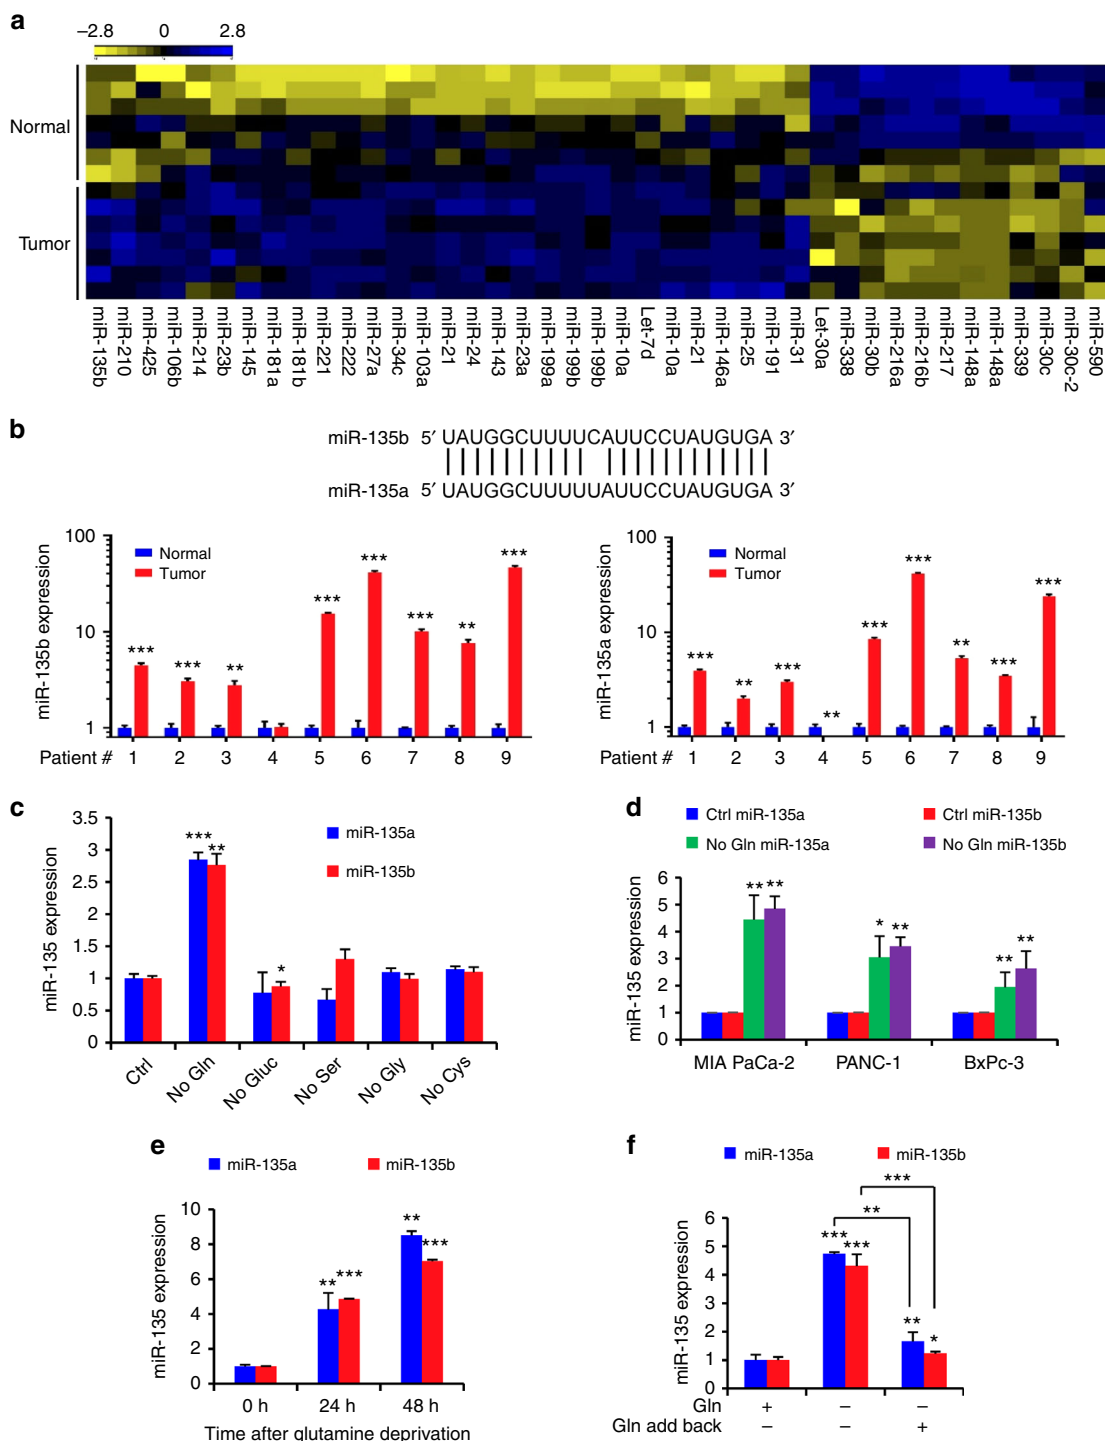 a
−2.8 0 2.8
Normal
Tumor
miR-135b
miR-210
miR-425
miR-106b
miR-214
miR-23b
miR-145
miR-181a
miR-181b
miR-221
miR-222
miR-27a
miR-34c
miR-103a
miR-21
miR-24
miR-143
miR-23a
miR-199a
miR-199b
miR-199b
miR-10a
Let-7d
miR-10a
miR-21
miR-146a
miR-25
miR-191
miR-31
Let-30a
miR-338
miR-30b
miR-216a
miR-216b
miR-217
miR-148a
miR-148a
miR-339
miR-30c
miR-30c-2
miR-590
b
miR-135b 5′ UAUGGCUUUUCAUUCCUAUGUGA 3′
miR-135a 5′ UAUGGCUUUUUAUUCCUAUGUGA 3′
miR-135b expression
100
10
1
Normal
Tumor
*** *** ** *** *** *** ** ***
Patient # 1 2 3 4 5 6 7 8 9
miR-135a expression
100
10
1
Normal
Tumor
*** ** *** ** *** *** ** *** ***
Patient # 1 2 3 4 5 6 7 8 9
c
miR-135 expression
3.5
3
2.5
2
1.5
1
0.5
0
miR-135a
miR-135b
*** ** *
Ctrl No Gln No Gluc No Ser No Gly No Cys
d
Ctrl miR-135a Ctrl miR-135b
No Gln miR-135a No Gln miR-135b
miR-135 expression
6
5
4
3
2
1
0
** ** * ** ** **
MIA PaCa-2 PANC-1 BxPc-3
e
miR-135a miR-135b
miR-135 expression
10
8
6
4
2
0
** *** ** ***
0 h 24 h 48 h
Time after glutamine deprivation
f
miR-135a miR-135b
miR-135 expression
6
5
4
3
2
1
0
***
**
*** ***
** *
Gln + − −
Gln add back − − +